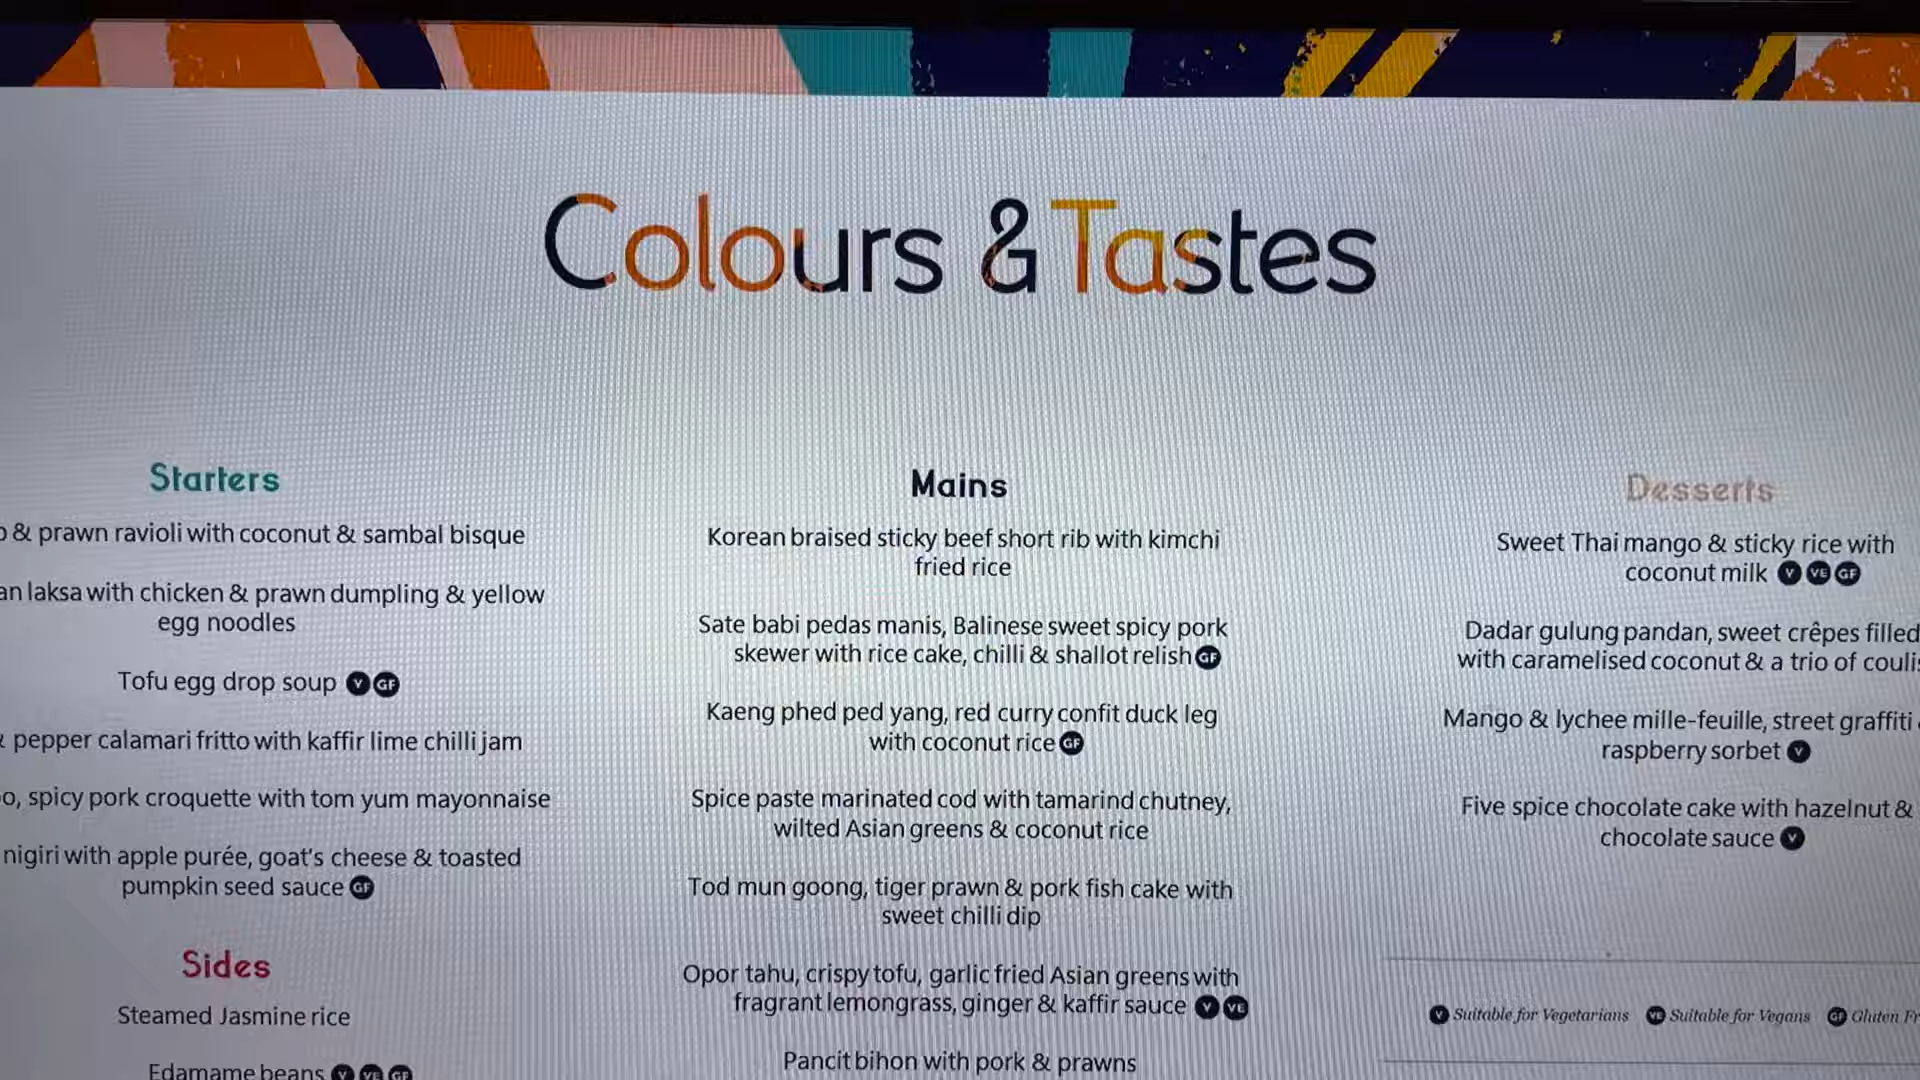 Colours & Tastes
Starters
& prawn ravioli with coconut & sambal bisque
laksa with chicken & prawn dumpling & yellow
egg noodles
Tofu egg drop soup V GF
& pepper calamari fritto with kaffir lime chilli jam
spicy pork croquette with tom yum mayonnaise
nigiri with apple purée, goat's cheese & toasted
pumpkin seed sauce GF
Sides
Steamed Jasmine rice
Edamame beans V VE GF
Mains
Korean braised sticky beef short rib with kimchi
fried rice
Sate babi pedas manis, Balinese sweet spicy pork
skewer with rice cake, chilli & shallot relish GF
Kaeng phed ped yang, red curry confit duck leg
with coconut rice GF
Spice paste marinated cod with tamarind chutney,
wilted Asian greens & coconut rice
Tod mun goong, tiger prawn & pork fish cake with
sweet chilli dip
Opor tahu, crispy tofu, garlic fried Asian greens with
fragrant lemongrass, ginger & kaffir sauce V VE
Pancit bihon with pork & prawns
Desserts
Sweet Thai mango & sticky rice with
coconut milk V VE GF
Dadar gulung pandan, sweet crêpes filled
with caramelised coconut & a trio of
Mango & lychee mille-feuille, street graffiti
raspberry sorbet V
Five spice chocolate cake with hazelnut &
chocolate sauce V
V Suitable for Vegetarians VE Suitable for Vegans GF Gluten